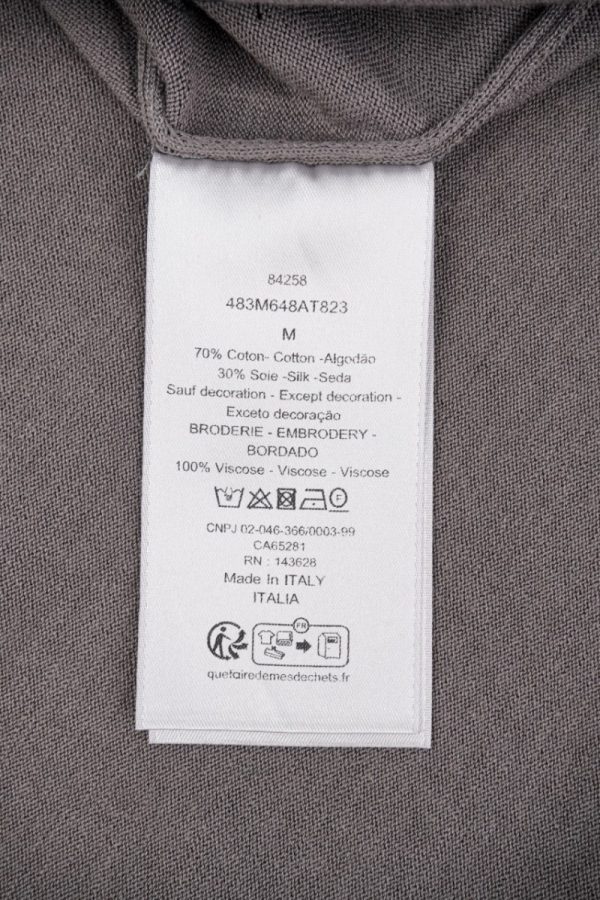 84258
483M648AT823
M
70% Coton- Cotton -Algodão
30% Soie -Silk -Seda
Sauf decoration - Except decoration -
Exceto decoração
BRODERIE - EMBRODERY -
BORDADO
100% Viscose - Viscose - Viscose
F
CNPJ 02-046-366/0003-99
CA65281
RN : 143628
Made In ITALY
ITALIA
FR
quefairedemesdechets.fr